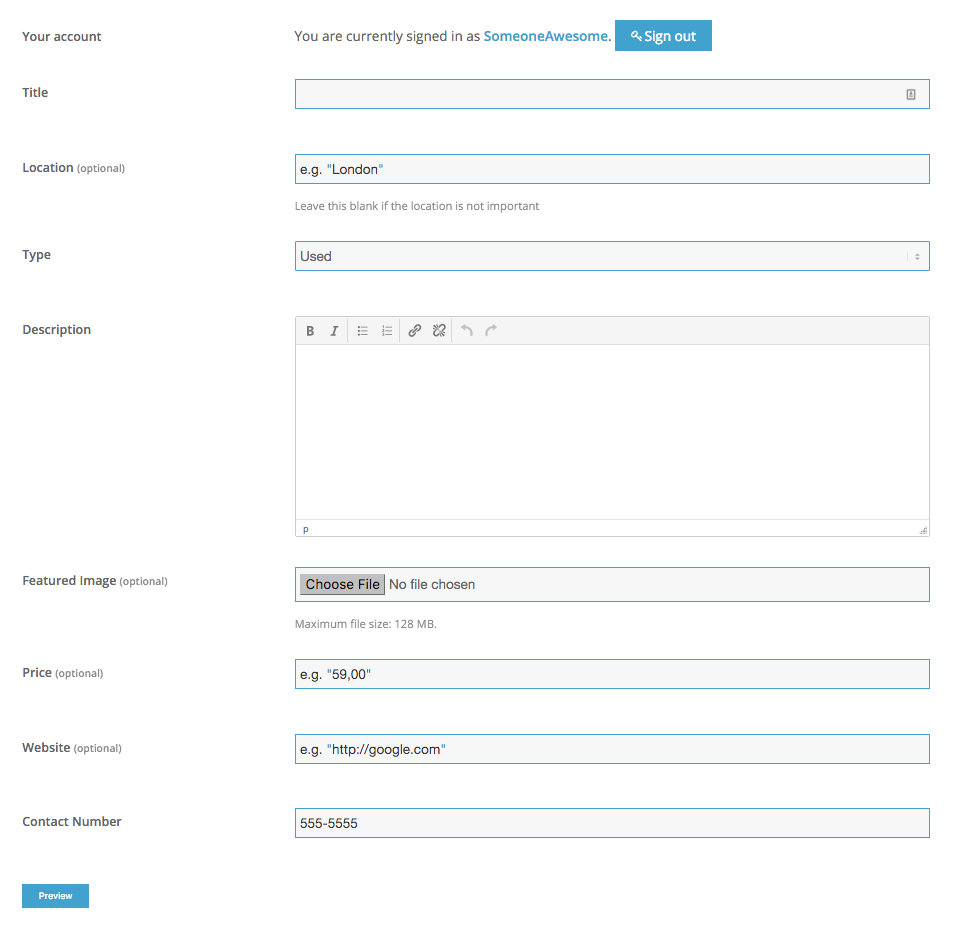 Your account
You are currently signed in as SomeoneAwesome. Sign out
Title
Location (optional)
e.g. "London"
Leave this blank if the location is not important
Type
Used
Description
B I
p
Featured Image (optional)
Choose File No file chosen
Maximum file size: 128 MB.
Price (optional)
e.g. "59,00"
Website (optional)
e.g. "http://google.com"
Contact Number
555-5555
Preview